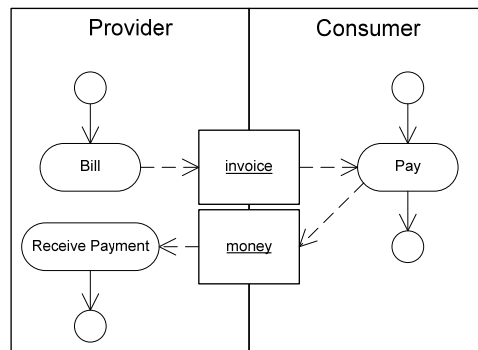 Provider
Consumer
Bill
invoice
Pay
Receive Payment
money